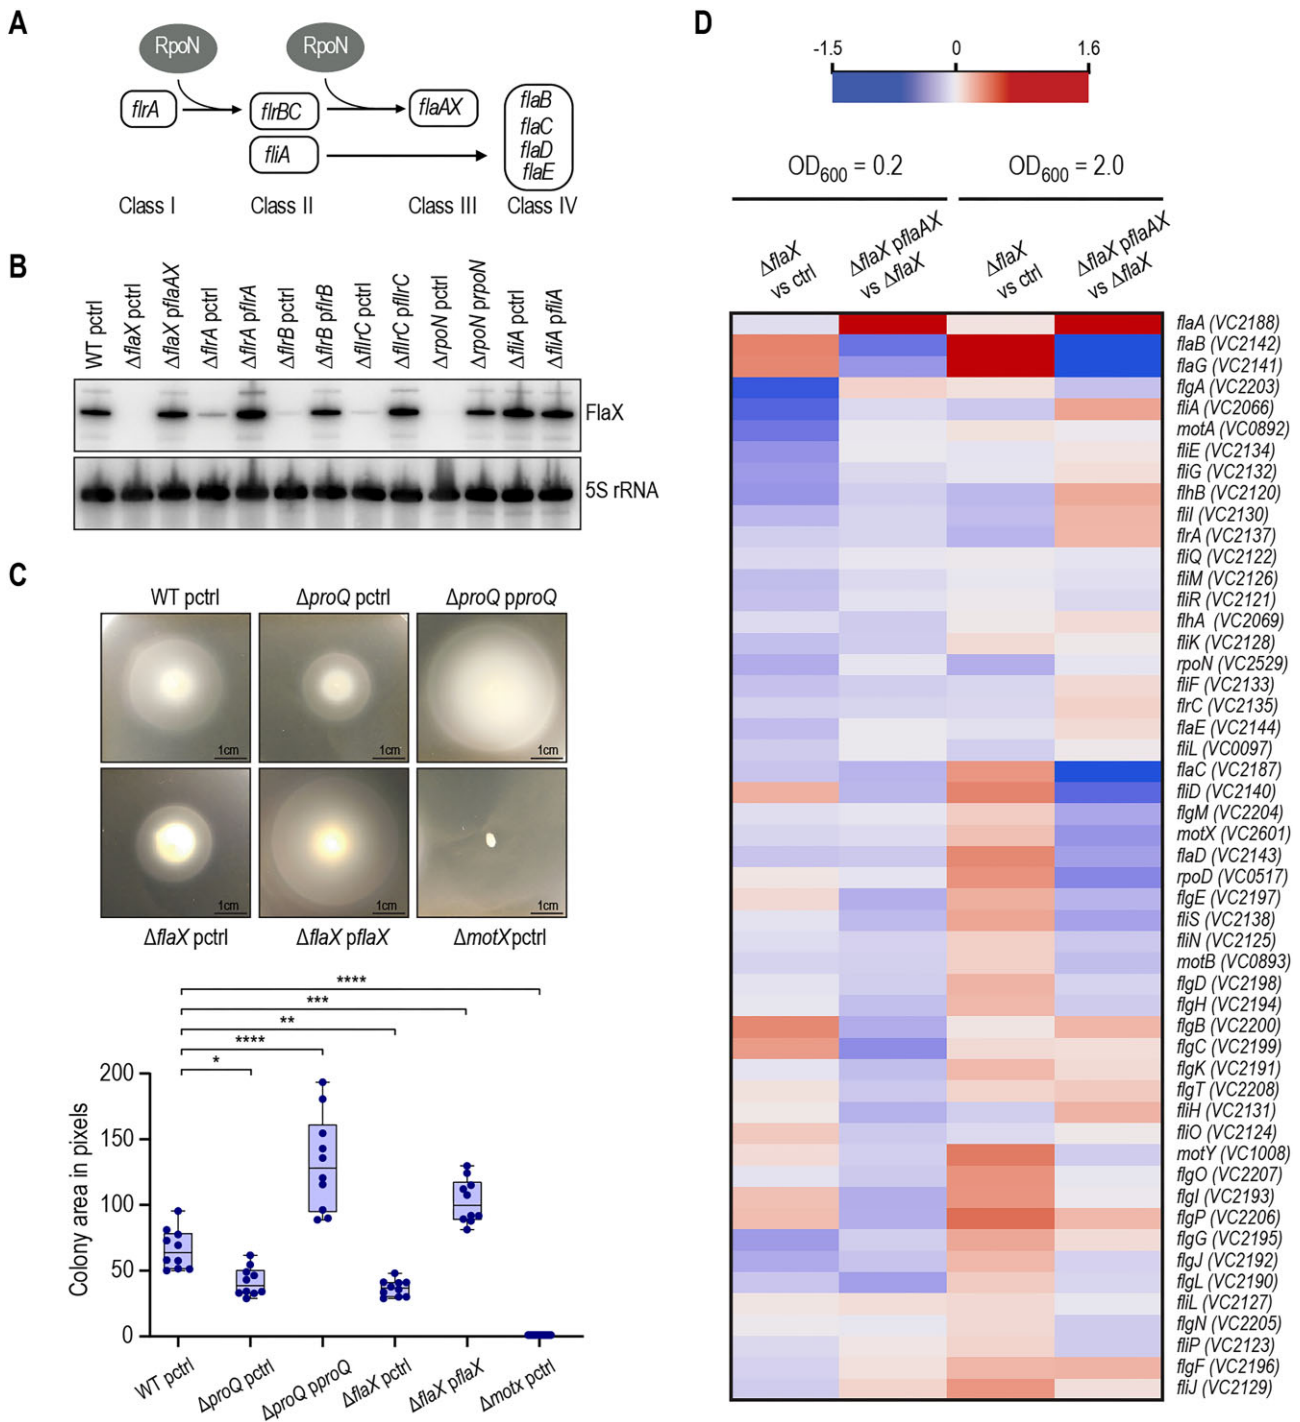 A
RpoN
RpoN
flrA
flrBC
flaAX
fliA
flaB
flaC
flaD
flaE
Class I
Class II
Class III
Class IV
B
WT pctrl
ΔflaX pctrl
ΔflaX pflaAX
ΔflrA pctrl
ΔflrA pflrA
ΔflrB pctrl
ΔflrB pflrB
ΔfllrC pctrl
ΔfllrC pfllrC
ΔrpoN pctrl
ΔrpoN prpoN
ΔfliA pctrl
ΔfliA pfliA
FlaX
5S rRNA
C
WT pctrl
ΔproQ pctrl
ΔproQ pproQ
1cm
1cm
1cm
1cm
1cm
1cm
ΔflaX pctrl
ΔflaX pflaX
ΔmotX pctrl
****
***
**
****
*
Colony area in pixels
200
150
100
50
0
WT pctrl
ΔproQ pctrl
ΔproQ pproQ
ΔflaX pctrl
ΔflaX pflaX
Δmotx pctrl
D
-1.5
0
1.6
OD600 = 0.2
OD600 = 2.0
ΔflaX
vs ctrl
ΔflaX pflaAX
vs ΔflaX
ΔflaX
vs ctrl
ΔflaX pflaAX
vs ΔflaX
flaA (VC2188)
flaB (VC2142)
flaG (VC2141)
flgA (VC2203)
fliA (VC2066)
motA (VC0892)
fliE (VC2134)
fliG (VC2132)
flhB (VC2120)
fliI (VC2130)
flrA (VC2137)
fliQ (VC2122)
fliM (VC2126)
fliR (VC2121)
flhA (VC2069)
fliK (VC2128)
rpoN (VC2529)
fliF (VC2133)
flrC (VC2135)
flaE (VC2144)
fliL (VC0097)
flaC (VC2187)
fliD (VC2140)
flgM (VC2204)
motX (VC2601)
flaD (VC2143)
rpoD (VC0517)
flgE (VC2197)
fliS (VC2138)
fliN (VC2125)
motB (VC0893)
flgD (VC2198)
flgH (VC2194)
flgB (VC2200)
flgC (VC2199)
flgK (VC2191)
flgT (VC2208)
fliH (VC2131)
fliO (VC2124)
motY (VC1008)
flgO (VC2207)
flgI (VC2193)
flgP (VC2206)
flgG (VC2195)
flgJ (VC2192)
flgL (VC2190)
fliL (VC2127)
flgN (VC2205)
fliP (VC2123)
flgF (VC2196)
fliJ (VC2129)